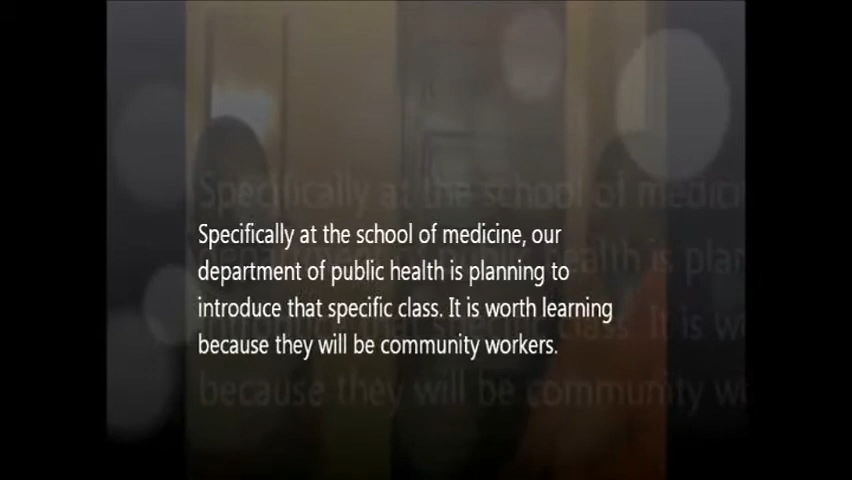 Specifically at the school of medicine, our
department of public health is planning to
introduce that specific class. It is worth learning
because they will be community workers.